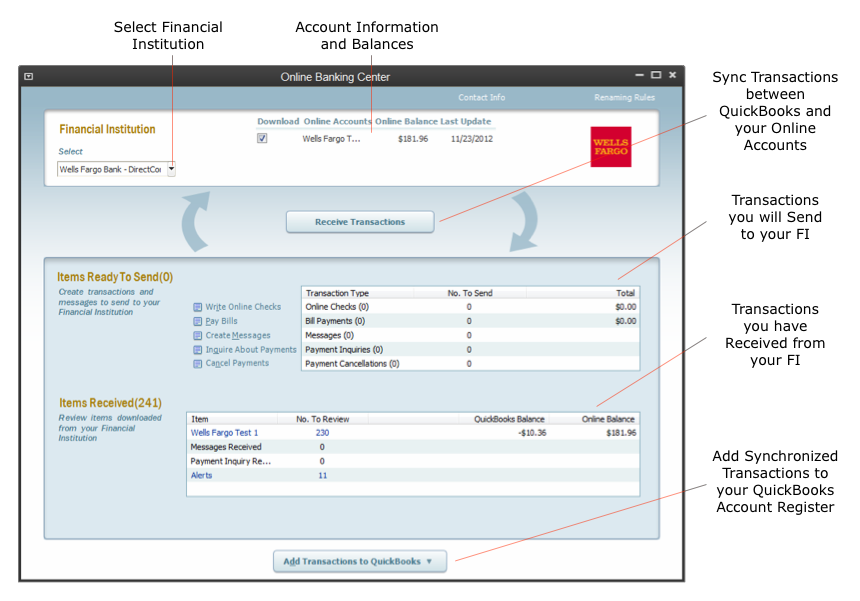 Select Financial
Institution
Account Information
and Balances
Online Banking Center
Contact Info
Renaming Rules
Sync Transactions
between
QuickBooks and
your Online
Accounts
Financial Institution
Select
Wells Fargo Bank - DirectCor
Download Online Accounts Online Balance Last Update
Wells Fargo T... $181.96 11/23/2012
WELLS
FARGO
Receive Transactions
Transactions
you will Send
to your FI
Items Ready To Send(0)
Create transactions and
messages to send to your
Financial Institution
Write Online Checks
Pay Bills
Create Messages
Inquire About Payments
Cancel Payments
Transaction Type No. To Send Total
Online Checks (0) 0 $0.00
Bill Payments (0) 0 $0.00
Messages (0) 0
Payment Inquiries (0) 0
Payment Cancellations (0) 0
Transactions
you have
Received from
your FI
Items Received(241)
Review items downloaded
from your Financial
Institution
Item No. To Review QuickBooks Balance Online Balance
Wells Fargo Test 1 230 -$10.36 $181.96
Messages Received 0
Payment Inquiry Re... 0
Alerts 11
Add Synchronized
Transactions to
your QuickBooks
Account Register
Add Transactions to QuickBooks